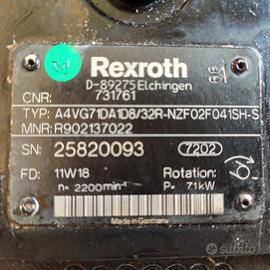 Rexroth
D-89275 Elchingen
CNR: 731761
TYP: A4VG71DA1D8/32R-NZF02F041SH-S
MNR: R902137022
SN: 25820093 7202
FD: 11W18 Rotation:
n= 2200min⁻¹ P= 71kW
Made in Germany
subito